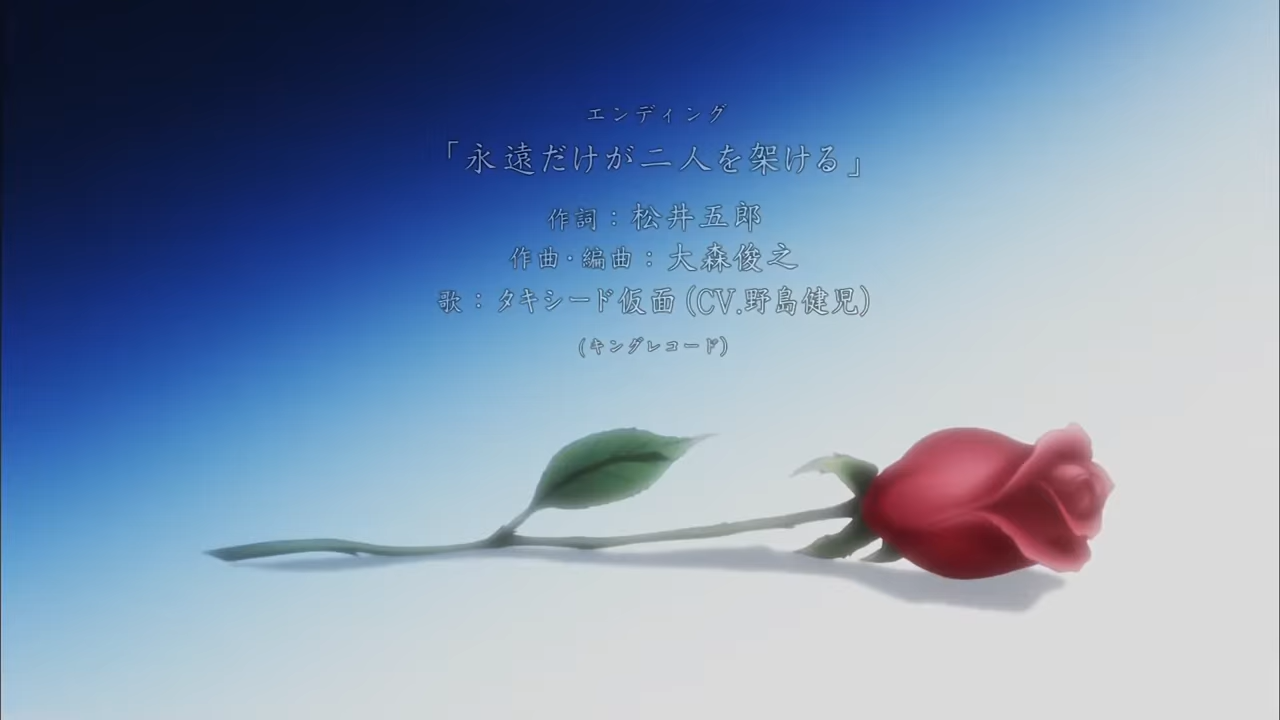 エンディング
「永遠だけが二人を架ける」
作詞：松井五郎
作曲・編曲：大森俊之
歌：タキシード仮面（CV.野島健児）
（キングレコード）